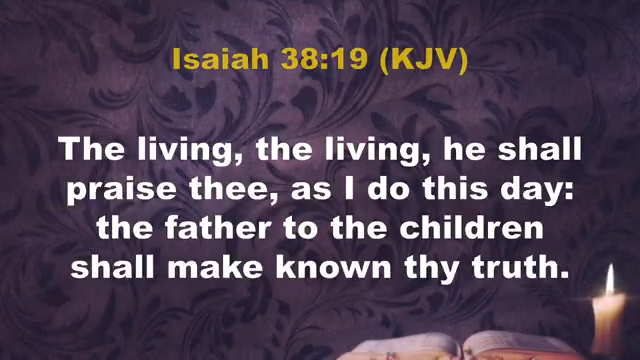 Isaiah 38:19 (KJV)
The living, the living, he shall
praise thee, as I do this day:
the father to the children
shall make known thy truth.